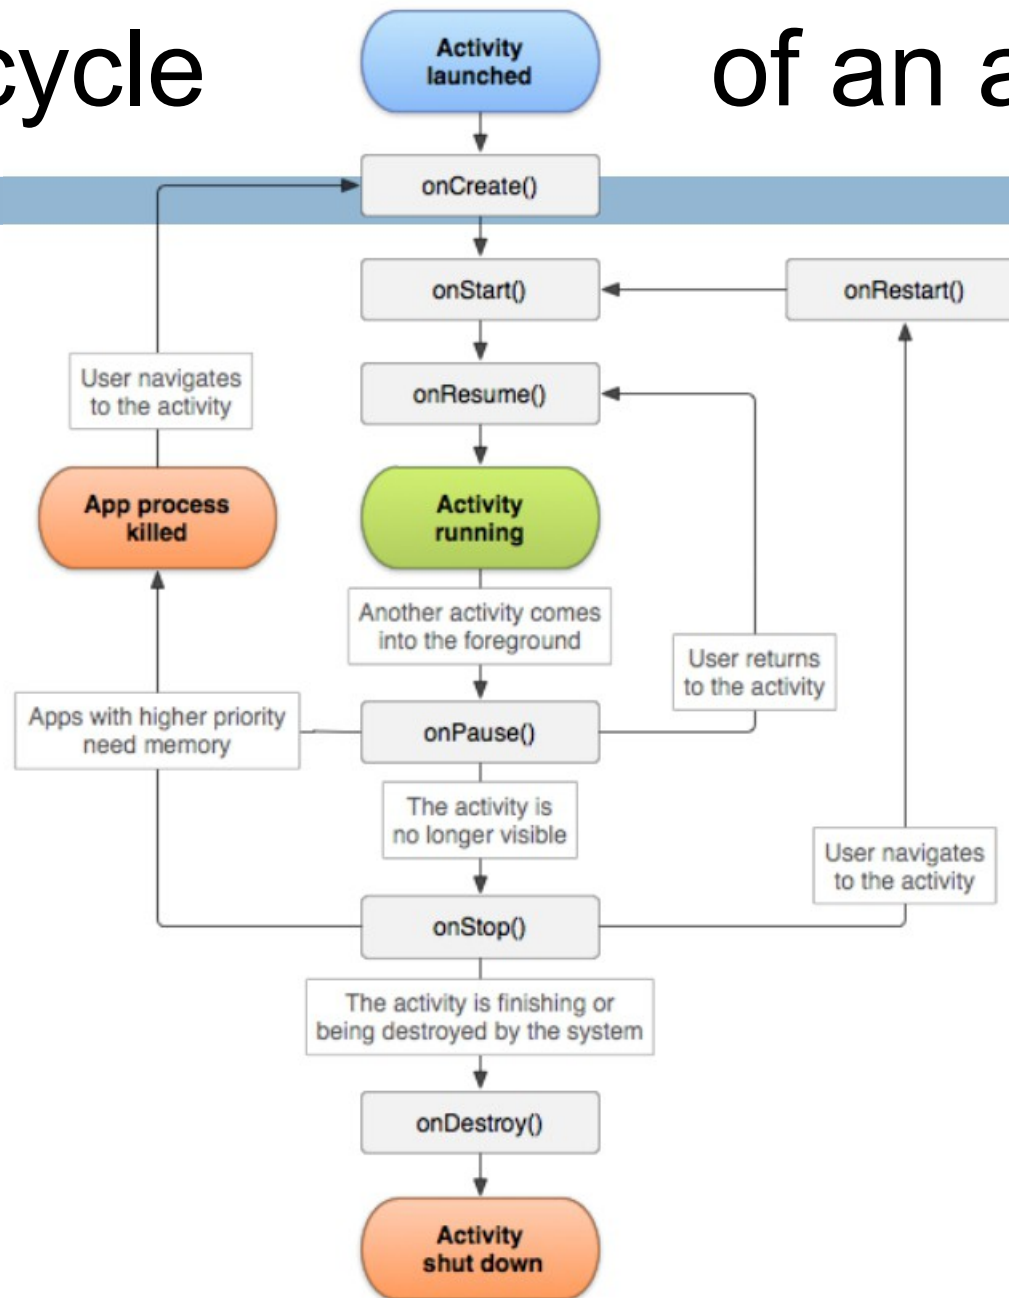 cycle of an a
Activity
launched
onCreate()
onStart()
onRestart()
onResume()
User navigates
to the activity
App process
killed
Activity
running
Another activity comes
into the foreground
User returns
to the activity
Apps with higher priority
need memory
onPause()
The activity is
no longer visible
User navigates
to the activity
onStop()
The activity is finishing or
being destroyed by the system
onDestroy()
Activity
shut down